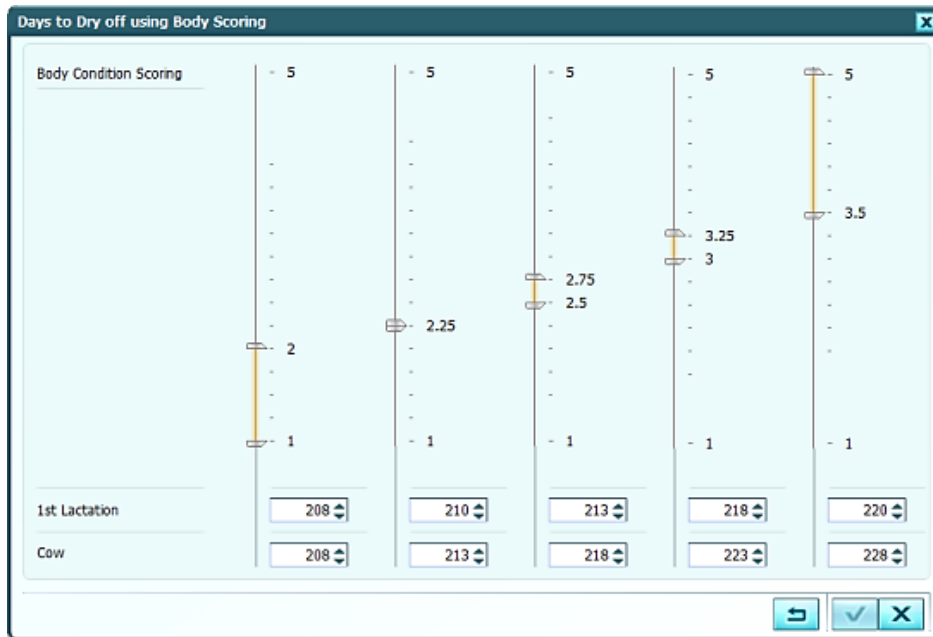 Days to Dry off using Body Scoring
Body Condition Scoring
5 5 5 5 5
3.5
3.25
3
2.75
2.5
2.25
2
1 1 1 1 1
1st Lactation 208 210 213 218 220
Cow 208 213 218 223 228